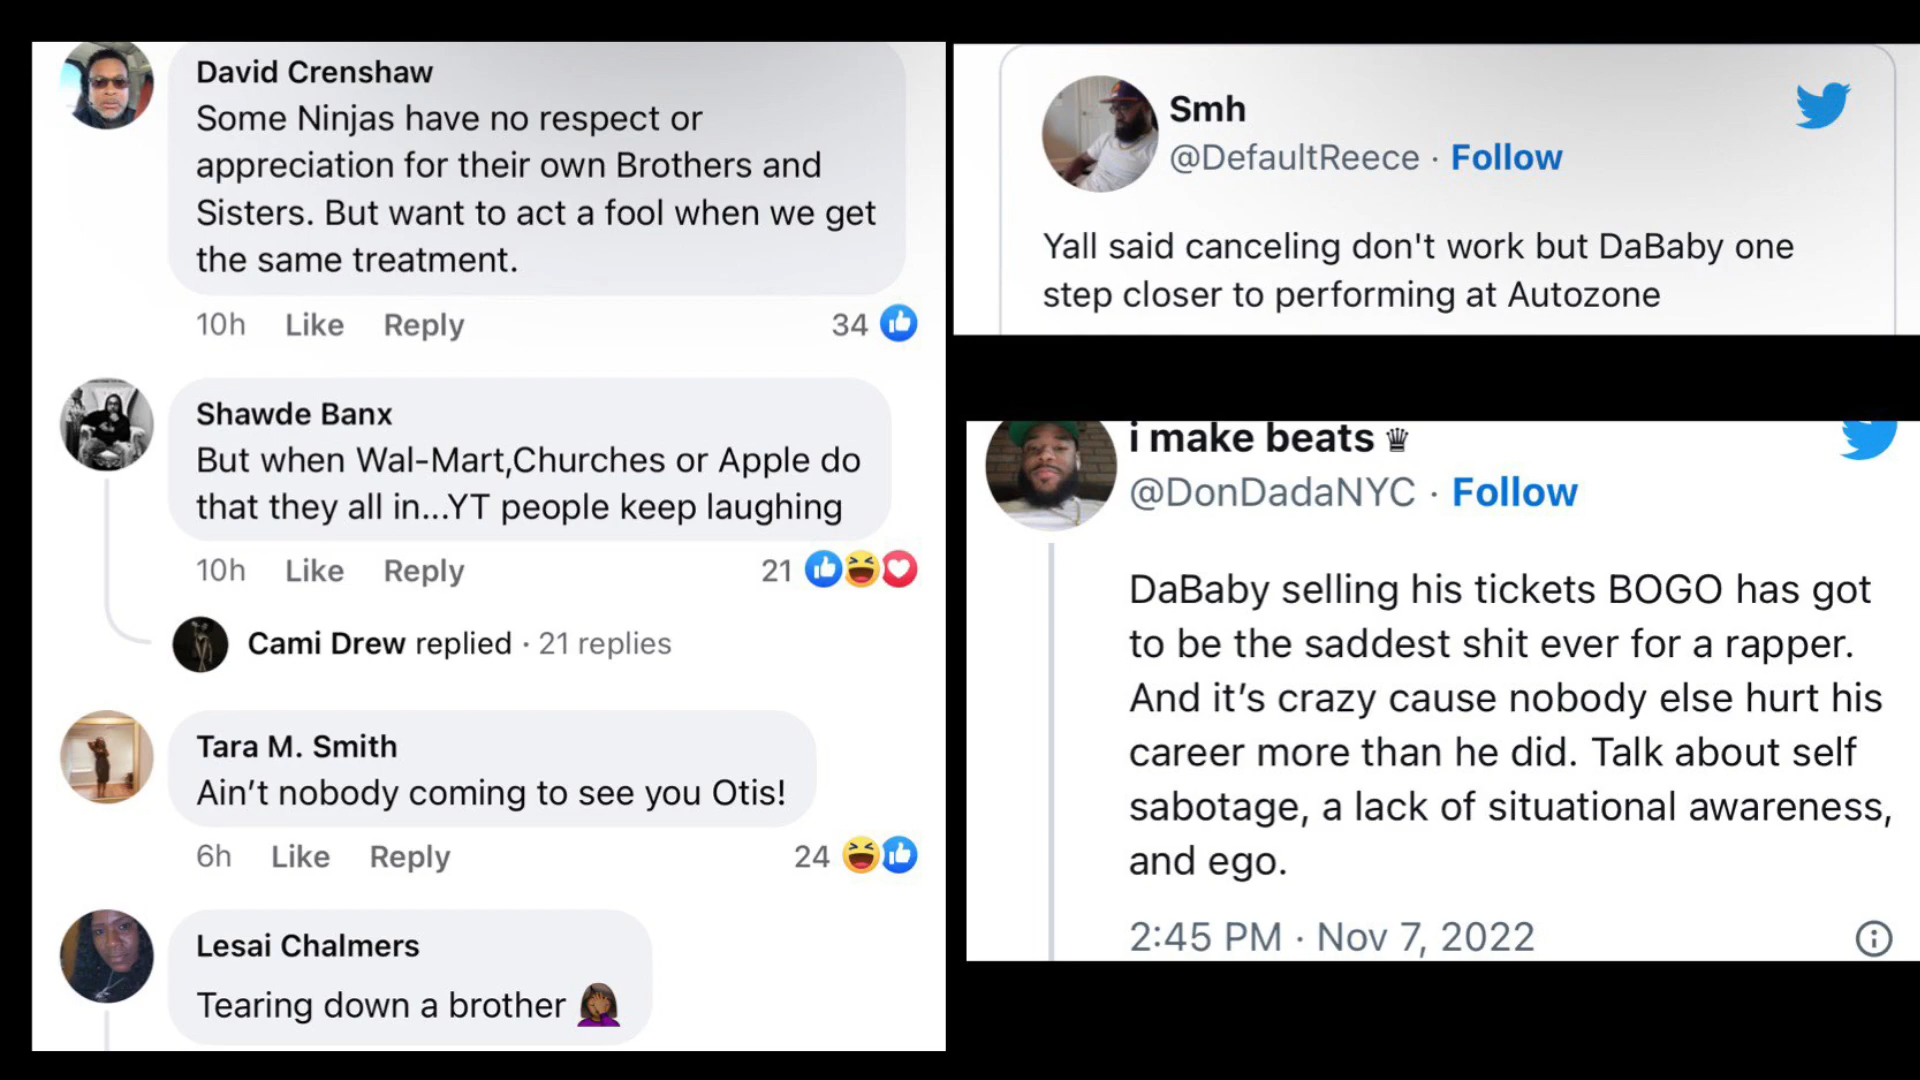 David Crenshaw
Some Ninjas have no respect or
appreciation for their own Brothers and
Sisters. But want to act a fool when we get
the same treatment.
10h Like Reply 34
Shawde Banx
But when Wal-Mart,Churches or Apple do
that they all in...YT people keep laughing
10h Like Reply 21
Cami Drew replied · 21 replies
Tara M. Smith
Ain’t nobody coming to see you Otis!
6h Like Reply 24
Lesai Chalmers
Tearing down a brother 🤦🏾‍♀️
Smh
@DefaultReece · Follow
Yall said canceling don't work but DaBaby one
step closer to performing at Autozone
i make beats ♛
@DonDadaNYC · Follow
DaBaby selling his tickets BOGO has got
to be the saddest shit ever for a rapper.
And it’s crazy cause nobody else hurt his
career more than he did. Talk about self
sabotage, a lack of situational awareness,
and ego.
2:45 PM · Nov 7, 2022